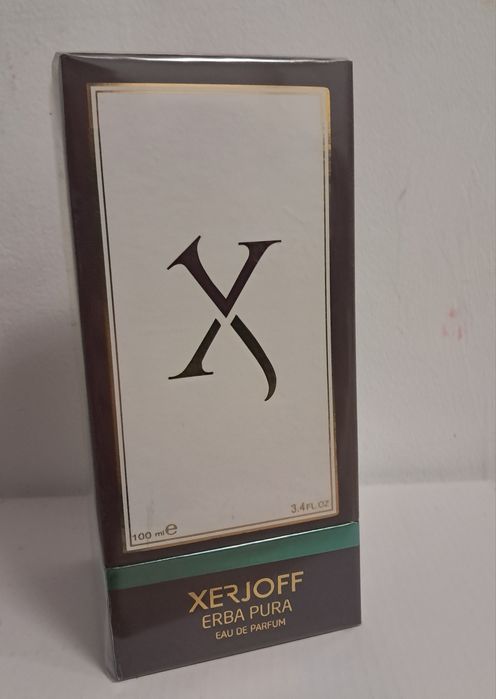 X
100 ml e
3.4 FL.OZ
XERJOFF
ERBA PURA
EAU DE PARFUM